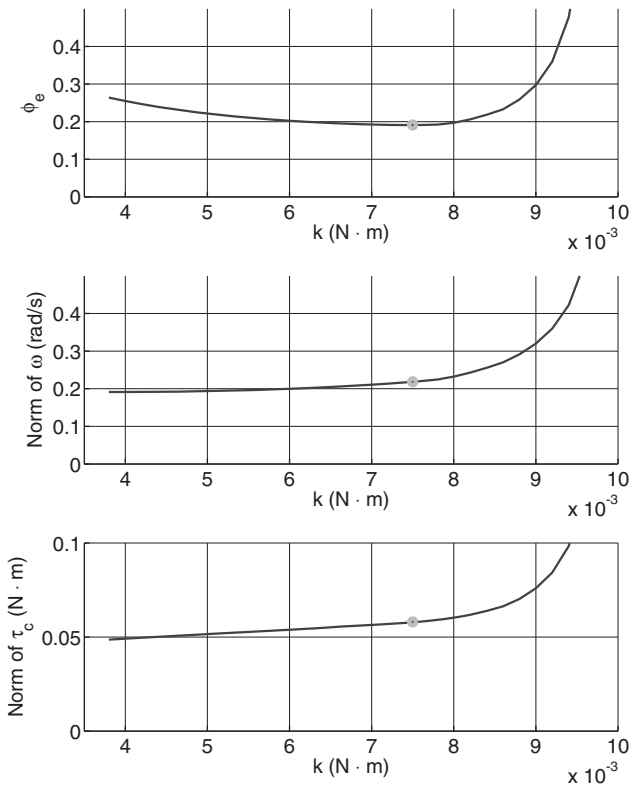 0.4
0.3
0.2
0.1
0
ϕe
4 5 6 7 8 9 10
k (N · m)
x 10-3
0.4
0.3
0.2
0.1
0
Norm of ω (rad/s)
4 5 6 7 8 9 10
k (N · m)
x 10-3
0.1
0.05
0
Norm of τc (N · m)
4 5 6 7 8 9 10
k (N · m)
x 10-3